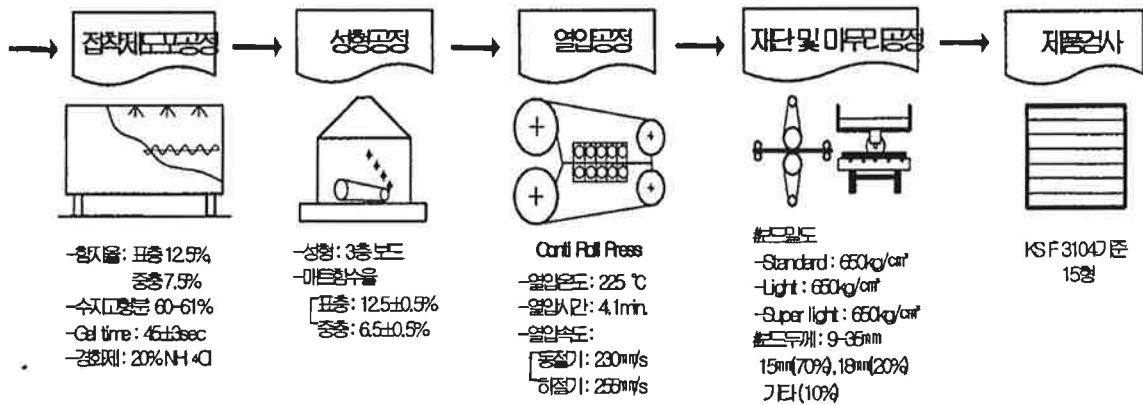 접착제도포공정
성형공정
열압공정
재단 및 마무리공정
제품검사
-함지율: 표층 12.5%,
중층 7.5%
-수지고형분 60-61%
-Gel time: 45±3sec
-경화제: 20% NH₄Cl
-성형: 3층 보드
-매트함수율
표층: 12.5±0.5%
중층: 6.5±0.5%
Conti Roll Press
-열압온도: 225 ℃
-열압시간: 4.1min.
-열압속도:
동절기: 230mm/s
하절기: 255mm/s
#보드밀도
-Standard: 650kg/cm³
-Light: 650kg/cm³
-Super light: 650kg/cm³
#보드두께: 9-35mm
15mm(70%), 18mm(20%)
기타(10%)
KS F 3104기준
15형